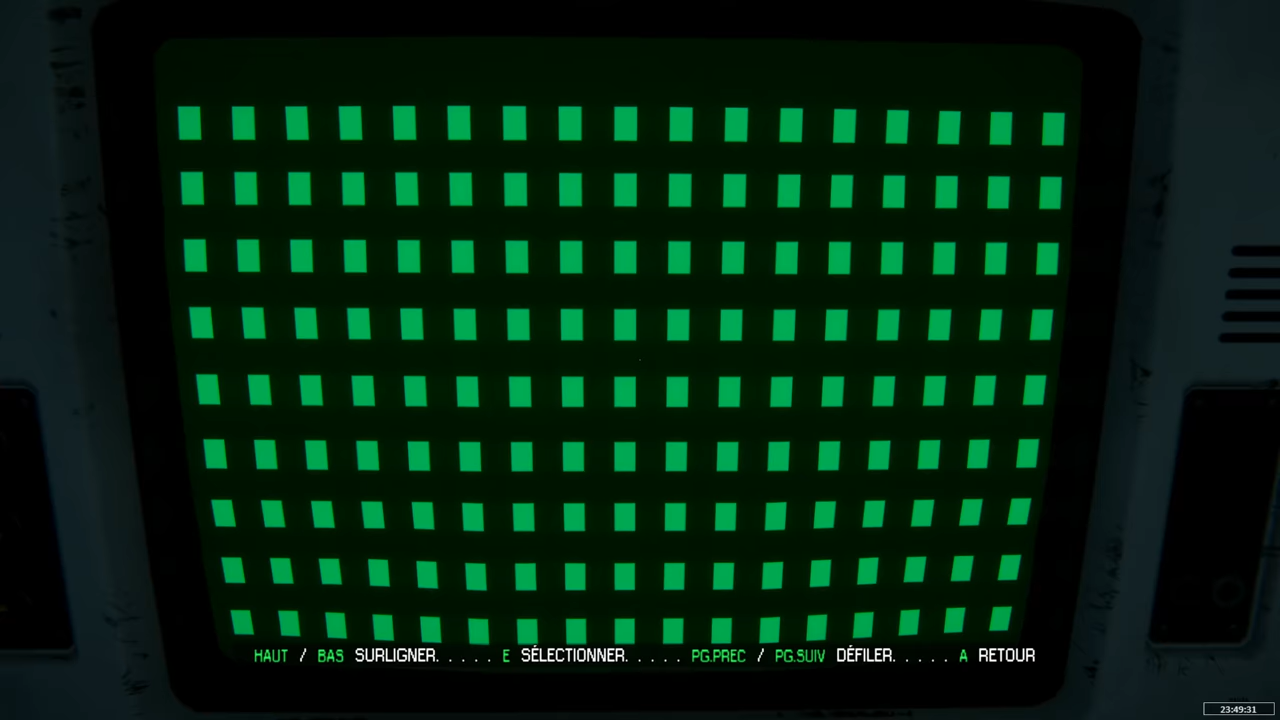 HAUT / BAS SURLIGNER. . . . . E SÉLECTIONNER. . . . . PG.PREC / PG.SUIV DÉFILER. . . . . A RETOUR
23:49:31